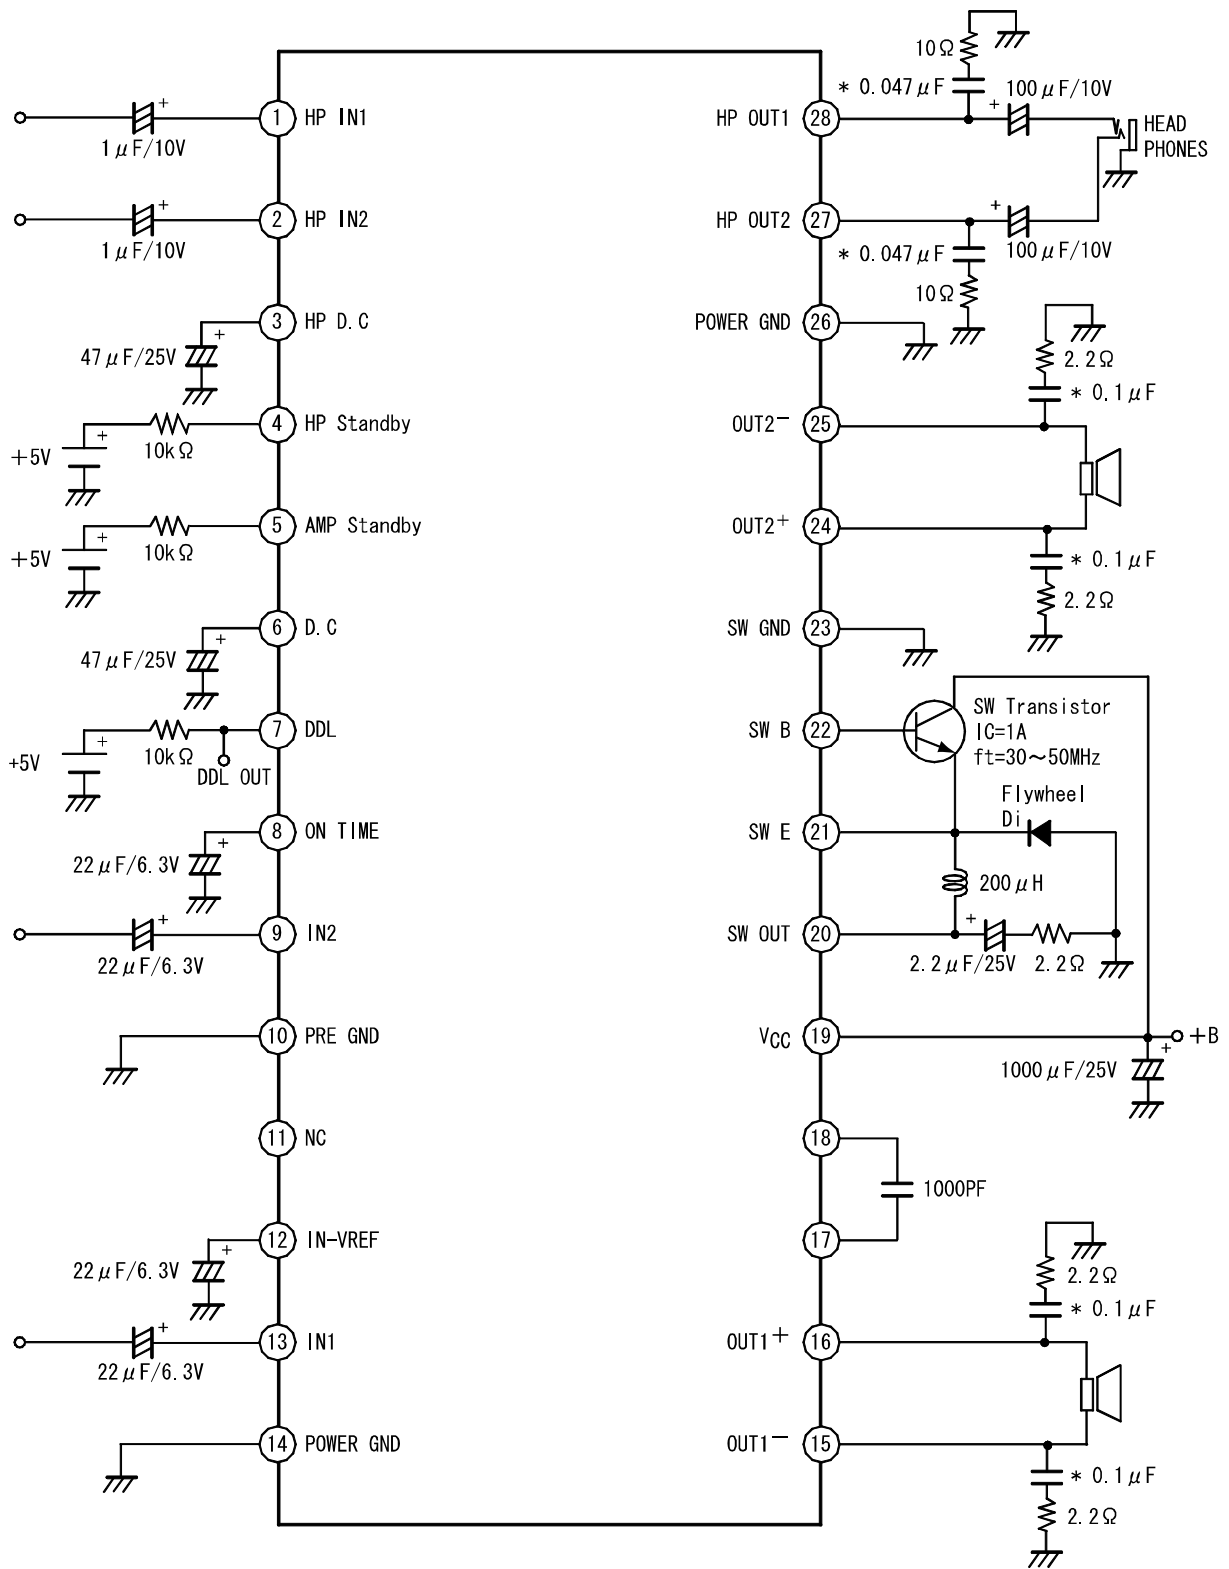 10Ω
* 0.047μF
100μF/10V
+
HEAD
PHONES
+
1μF/10V
1 HP IN1
HP OUT1 28
+
1μF/10V
2 HP IN2
HP OUT2 27
+
100μF/10V
* 0.047μF
10Ω
+
47μF/25V
3 HP D.C
POWER GND 26
2.2Ω
* 0.1μF
+5V
+
10kΩ
4 HP Standby
OUT2− 25
+5V
+
10kΩ
5 AMP Standby
OUT2+ 24
* 0.1μF
2.2Ω
+
47μF/25V
6 D.C
SW GND 23
+5V
+
10kΩ
DDL OUT
7 DDL
SW B 22
SW Transistor
IC=1A
ft=30～50MHz
Flywheel
Di
+
22μF/6.3V
8 ON TIME
SW E 21
200μH
+
22μF/6.3V
9 IN2
SW OUT 20
+
2.2μF/25V
2.2Ω
10 PRE GND
VCC 19
+B
+
1000μF/25V
11 NC
18
1000PF
+
22μF/6.3V
12 IN-VREF
17
2.2Ω
* 0.1μF
+
22μF/6.3V
13 IN1
OUT1+ 16
14 POWER GND
OUT1− 15
* 0.1μF
2.2Ω